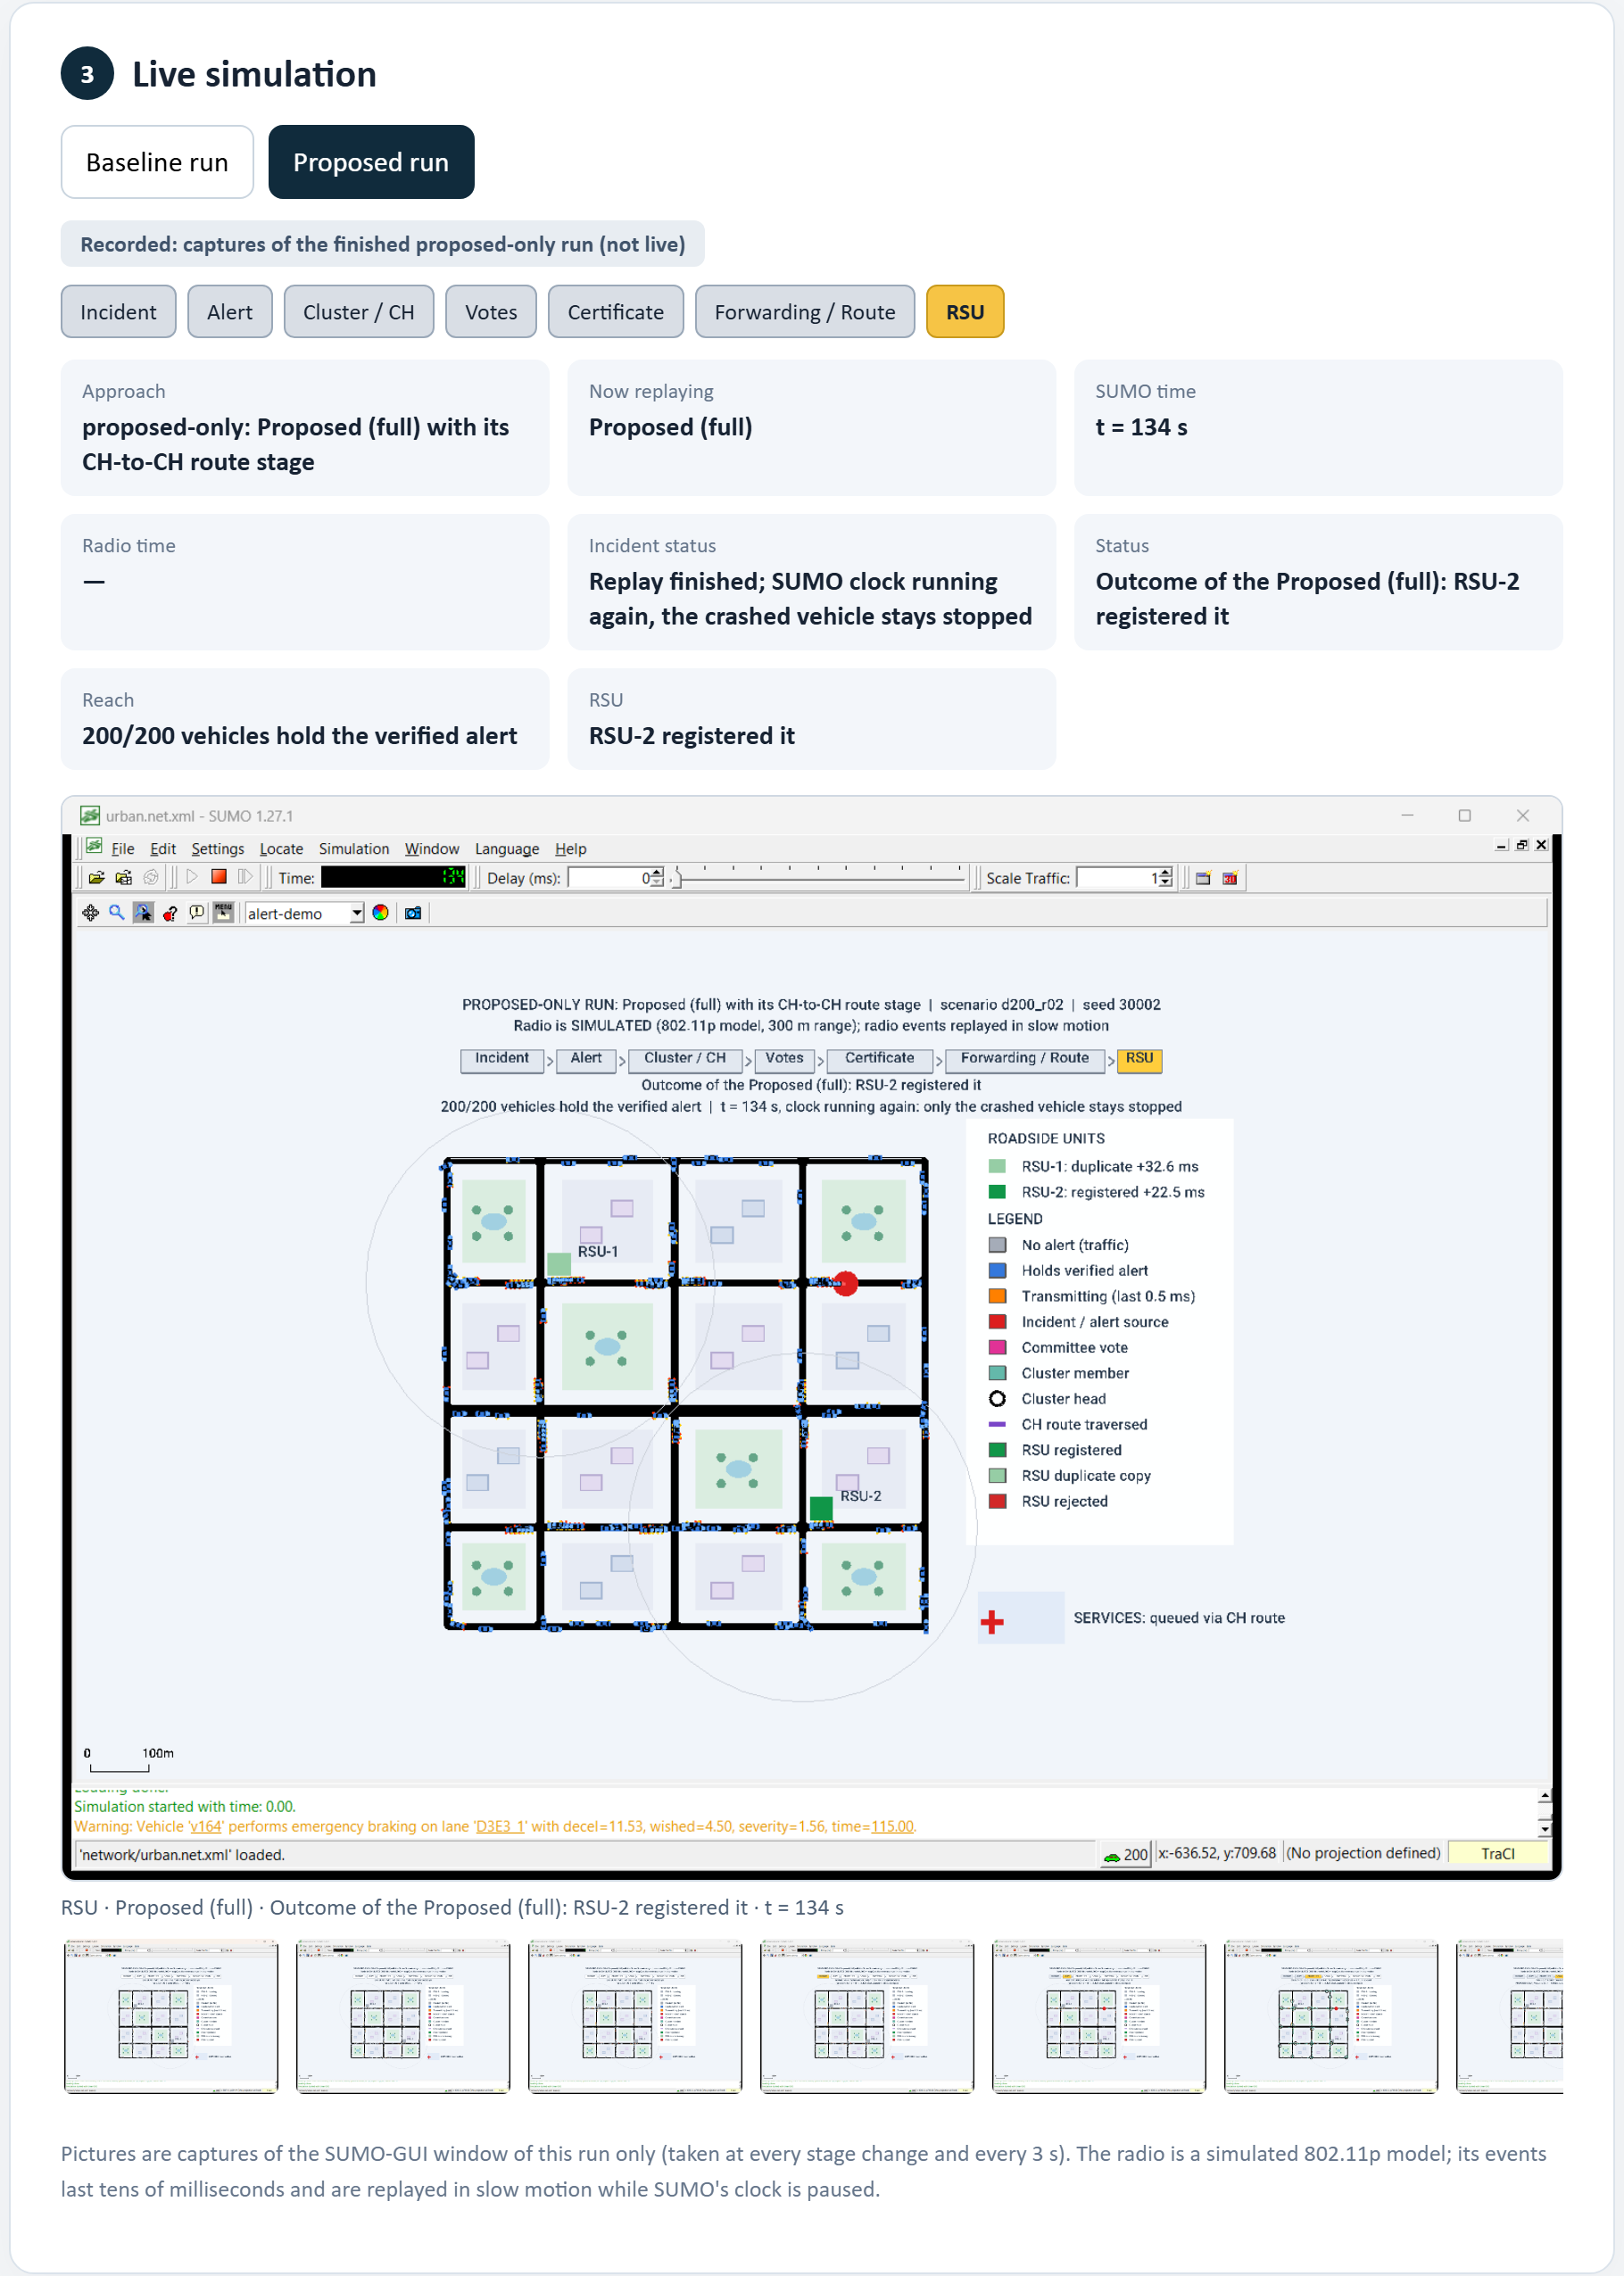 3 Live simulation
Baseline run Proposed run
Recorded: captures of the finished proposed-only run (not live)
Incident Alert Cluster / CH Votes Certificate Forwarding / Route RSU
Approach
proposed-only: Proposed (full) with its
CH-to-CH route stage
Now replaying
Proposed (full)
SUMO time
t = 134 s
Radio time
—
Incident status
Replay finished; SUMO clock running
again, the crashed vehicle stays stopped
Status
Outcome of the Proposed (full): RSU-2
registered it
Reach
200/200 vehicles hold the verified alert
RSU
RSU-2 registered it
urban.net.xml - SUMO 1.27.1
File Edit Settings Locate Simulation Window Language Help
Time: 134 Delay (ms): 0 Scale Traffic: 1
alert-demo
PROPOSED-ONLY RUN: Proposed (full) with its CH-to-CH route stage | scenario d200_r02 | seed 30002
Radio is SIMULATED (802.11p model, 300 m range); radio events replayed in slow motion
Incident > Alert > Cluster / CH > Votes > Certificate > Forwarding / Route > RSU
Outcome of the Proposed (full): RSU-2 registered it
200/200 vehicles hold the verified alert | t = 134 s, clock running again: only the crashed vehicle stays stopped
RSU-1
RSU-2
ROADSIDE UNITS
RSU-1: duplicate +32.6 ms
RSU-2: registered +22.5 ms
LEGEND
No alert (traffic)
Holds verified alert
Transmitting (last 0.5 ms)
Incident / alert source
Committee vote
Cluster member
Cluster head
CH route traversed
RSU registered
RSU duplicate copy
RSU rejected
SERVICES: queued via CH route
0 100m
Loading done.
Simulation started with time: 0.00.
Warning: Vehicle 'v164' performs emergency braking on lane 'D3E3_1' with decel=11.53, wished=4.50, severity=1.56, time=115.00.
'network/urban.net.xml' loaded. 200 x:-636.52, y:709.68 (No projection defined) TraCI
RSU · Proposed (full) · Outcome of the Proposed (full): RSU-2 registered it · t = 134 s
Pictures are captures of the SUMO-GUI window of this run only (taken at every stage change and every 3 s). The radio is a simulated 802.11p model; its events
last tens of milliseconds and are replayed in slow motion while SUMO's clock is paused.